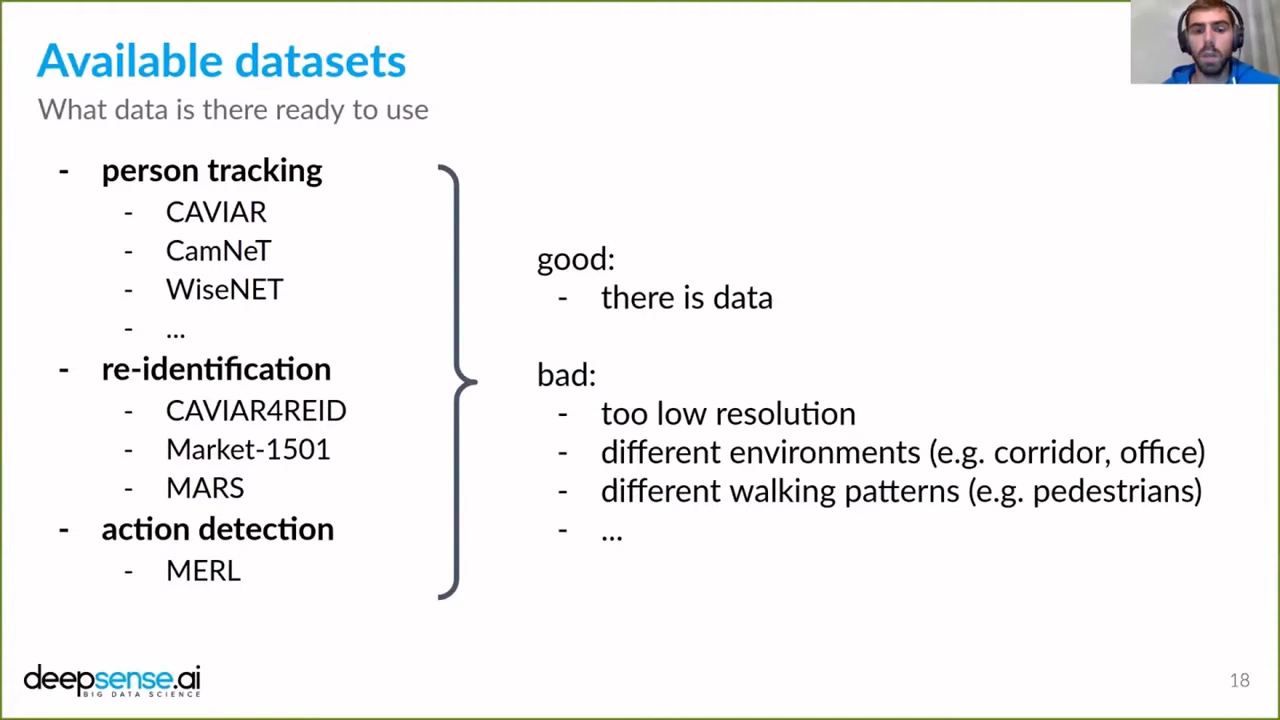 Available datasets
What data is there ready to use
- person tracking
- CAVIAR
- CamNeT
- WiseNET
- ...
- re-identification
- CAVIAR4REID
- Market-1501
- MARS
- action detection
- MERL
good:
- there is data
bad:
- too low resolution
- different environments (e.g. corridor, office)
- different walking patterns (e.g. pedestrians)
- ...
deepsense.ai
BIG DATA SCIENCE
18